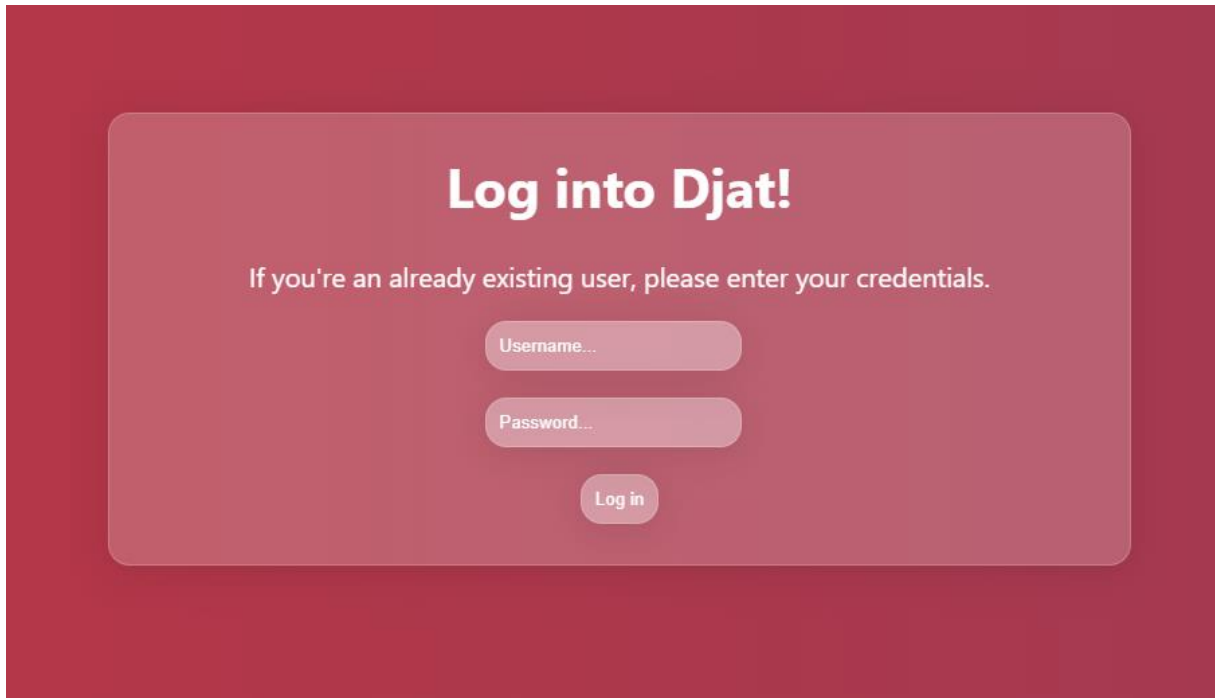 Log into Djat!
If you're an already existing user, please enter your credentials.
Username...
Password...
Log in